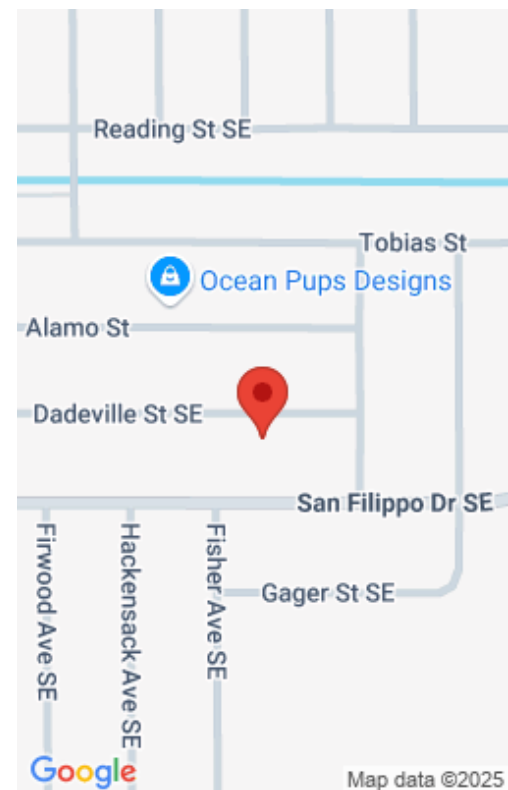 Reading St SE
Tobias St
Ocean Pups Designs
Alamo St
Dadeville St SE
San Filippo Dr SE
Firwood Ave SE
Hackensack Ave SE
Fisher Ave SE
Gager St SE
Google
Map data ©2025